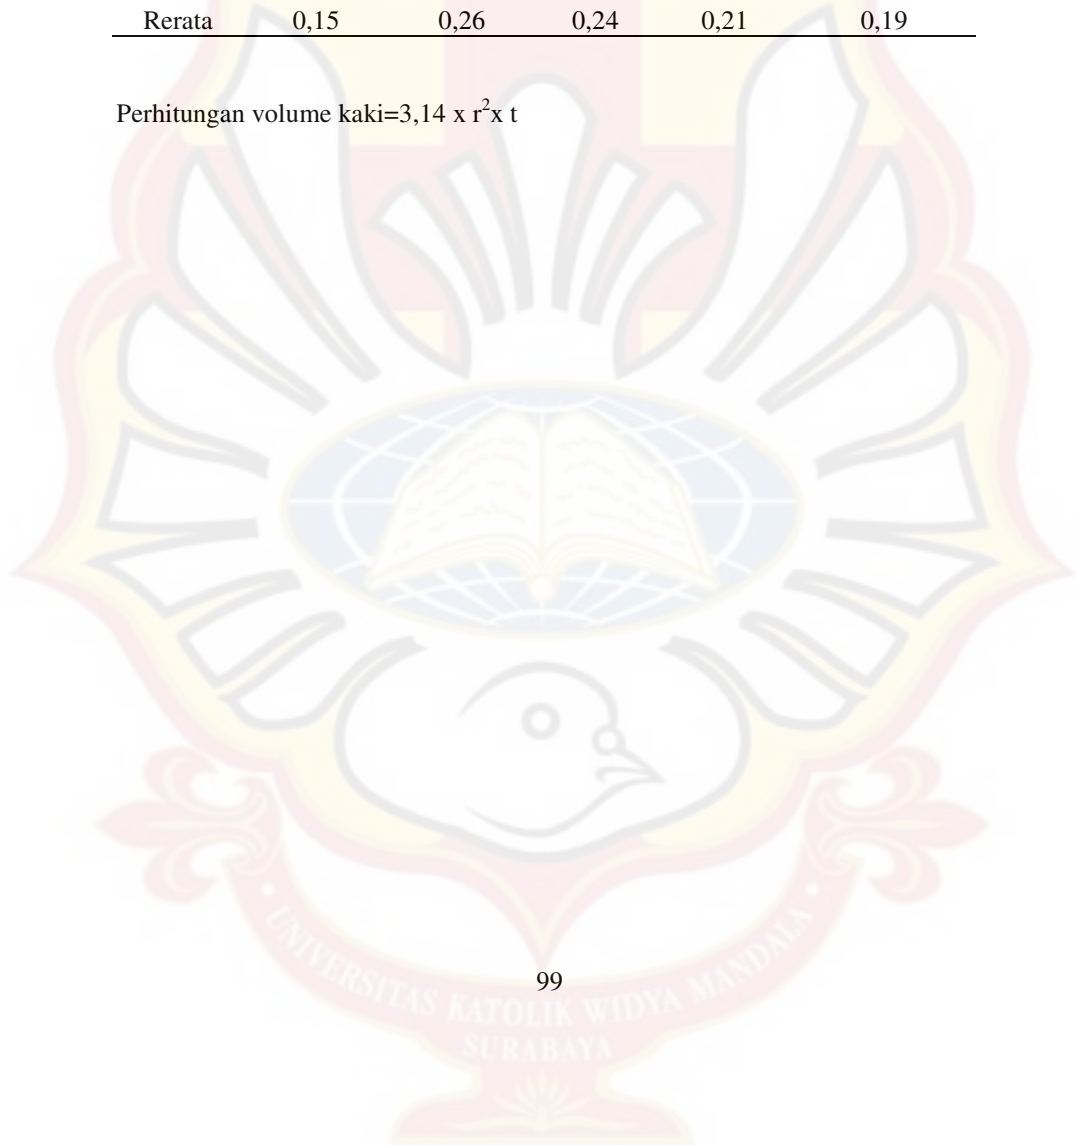 Rerata 0,15 0,26 0,24 0,21 0,19
Perhitungan volume kaki=3,14 x r²x t
99
UNIVERSITAS KATOLIK WIDYA MANDALA
SURABAYA